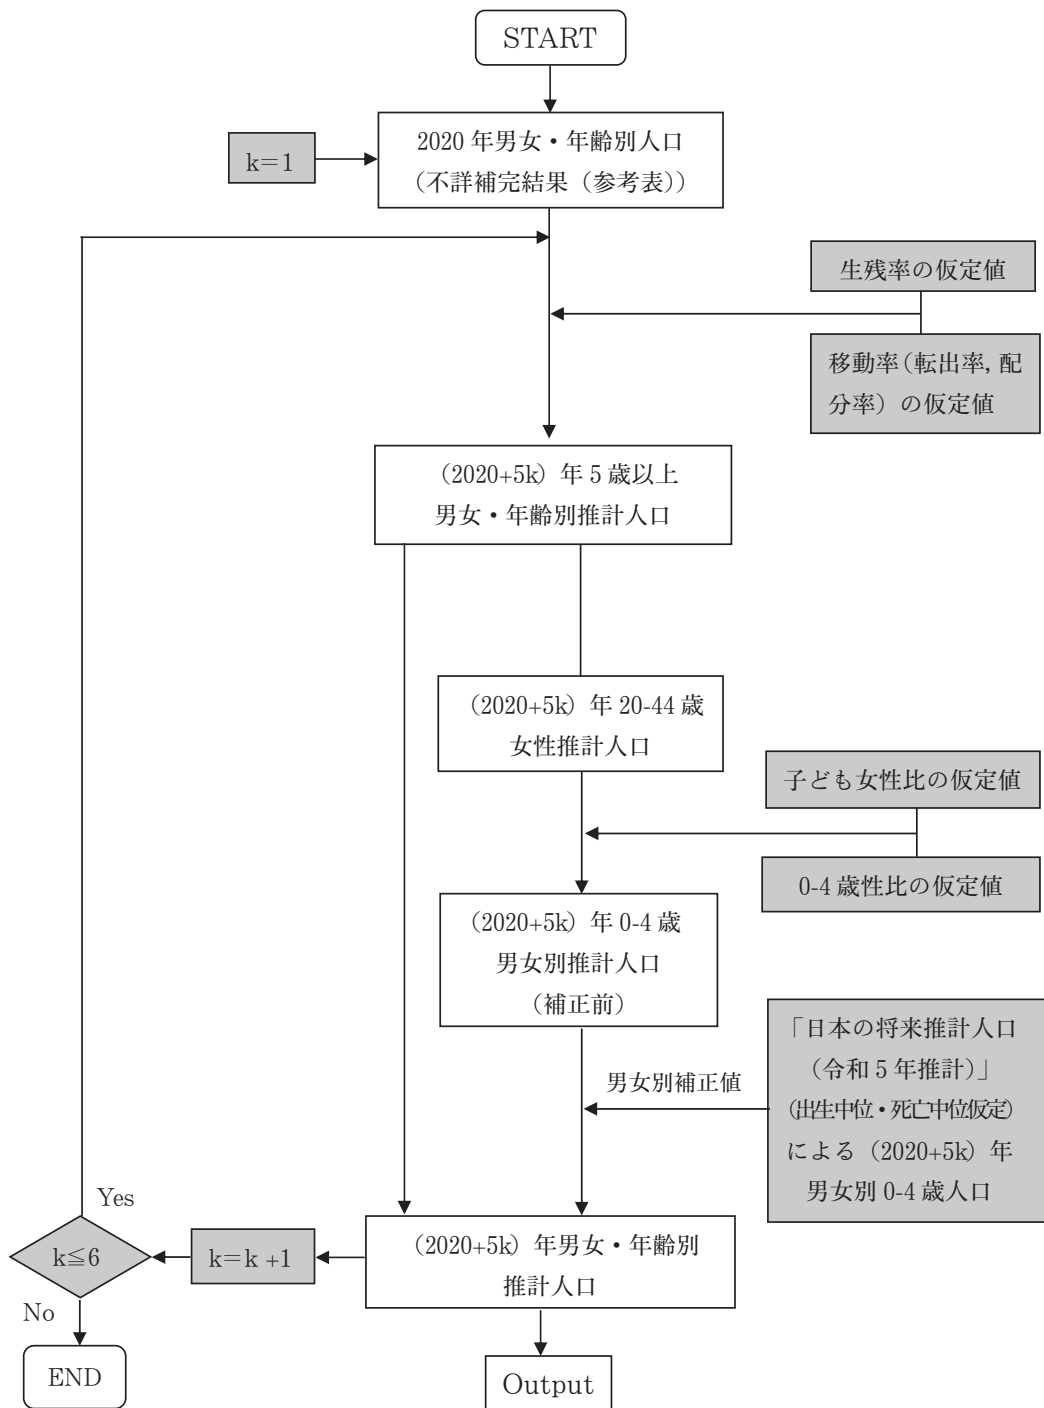 START
k=1
2020 年男女・年齢別人口
（不詳補完結果（参考表））
生残率の仮定値
移動率（転出率, 配
分率）の仮定値
（2020+5k）年 5 歳以上
男女・年齢別推計人口
（2020+5k）年 20-44 歳
女性推計人口
子ども女性比の仮定値
0-4 歳性比の仮定値
（2020+5k）年 0-4 歳
男女別推計人口
（補正前）
「日本の将来推計人口
（令和 5 年推計）」
（出生中位・死亡中位仮定）
による（2020+5k）年
男女別 0-4 歳人口
男女別補正値
Yes
k≦6
k=k +1
（2020+5k）年男女・年齢別
推計人口
No
END
Output